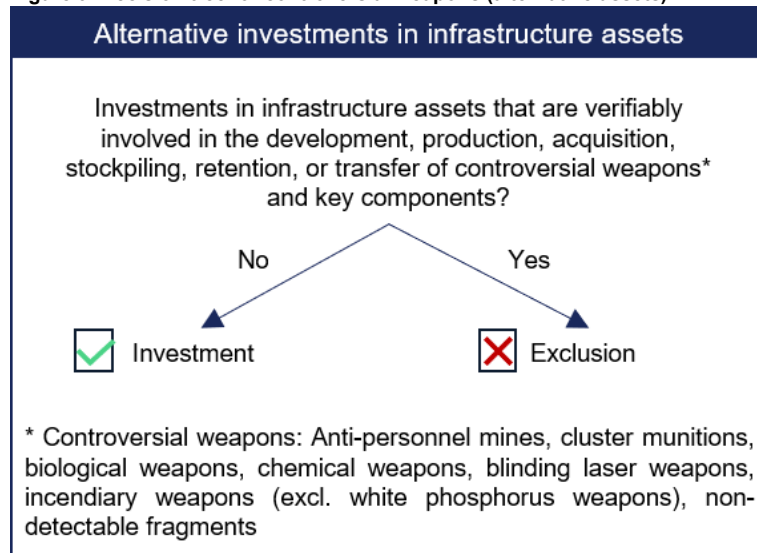 Alternative investments in infrastructure assets
Investments in infrastructure assets that are verifiably
involved in the development, production, acquisition,
stockpiling, retention, or transfer of controversial weapons*
and key components?
No
Yes
Investment
Exclusion
* Controversial weapons: Anti-personnel mines, cluster munitions,
biological weapons, chemical weapons, blinding laser weapons,
incendiary weapons (excl. white phosphorus weapons), non-
detectable fragments